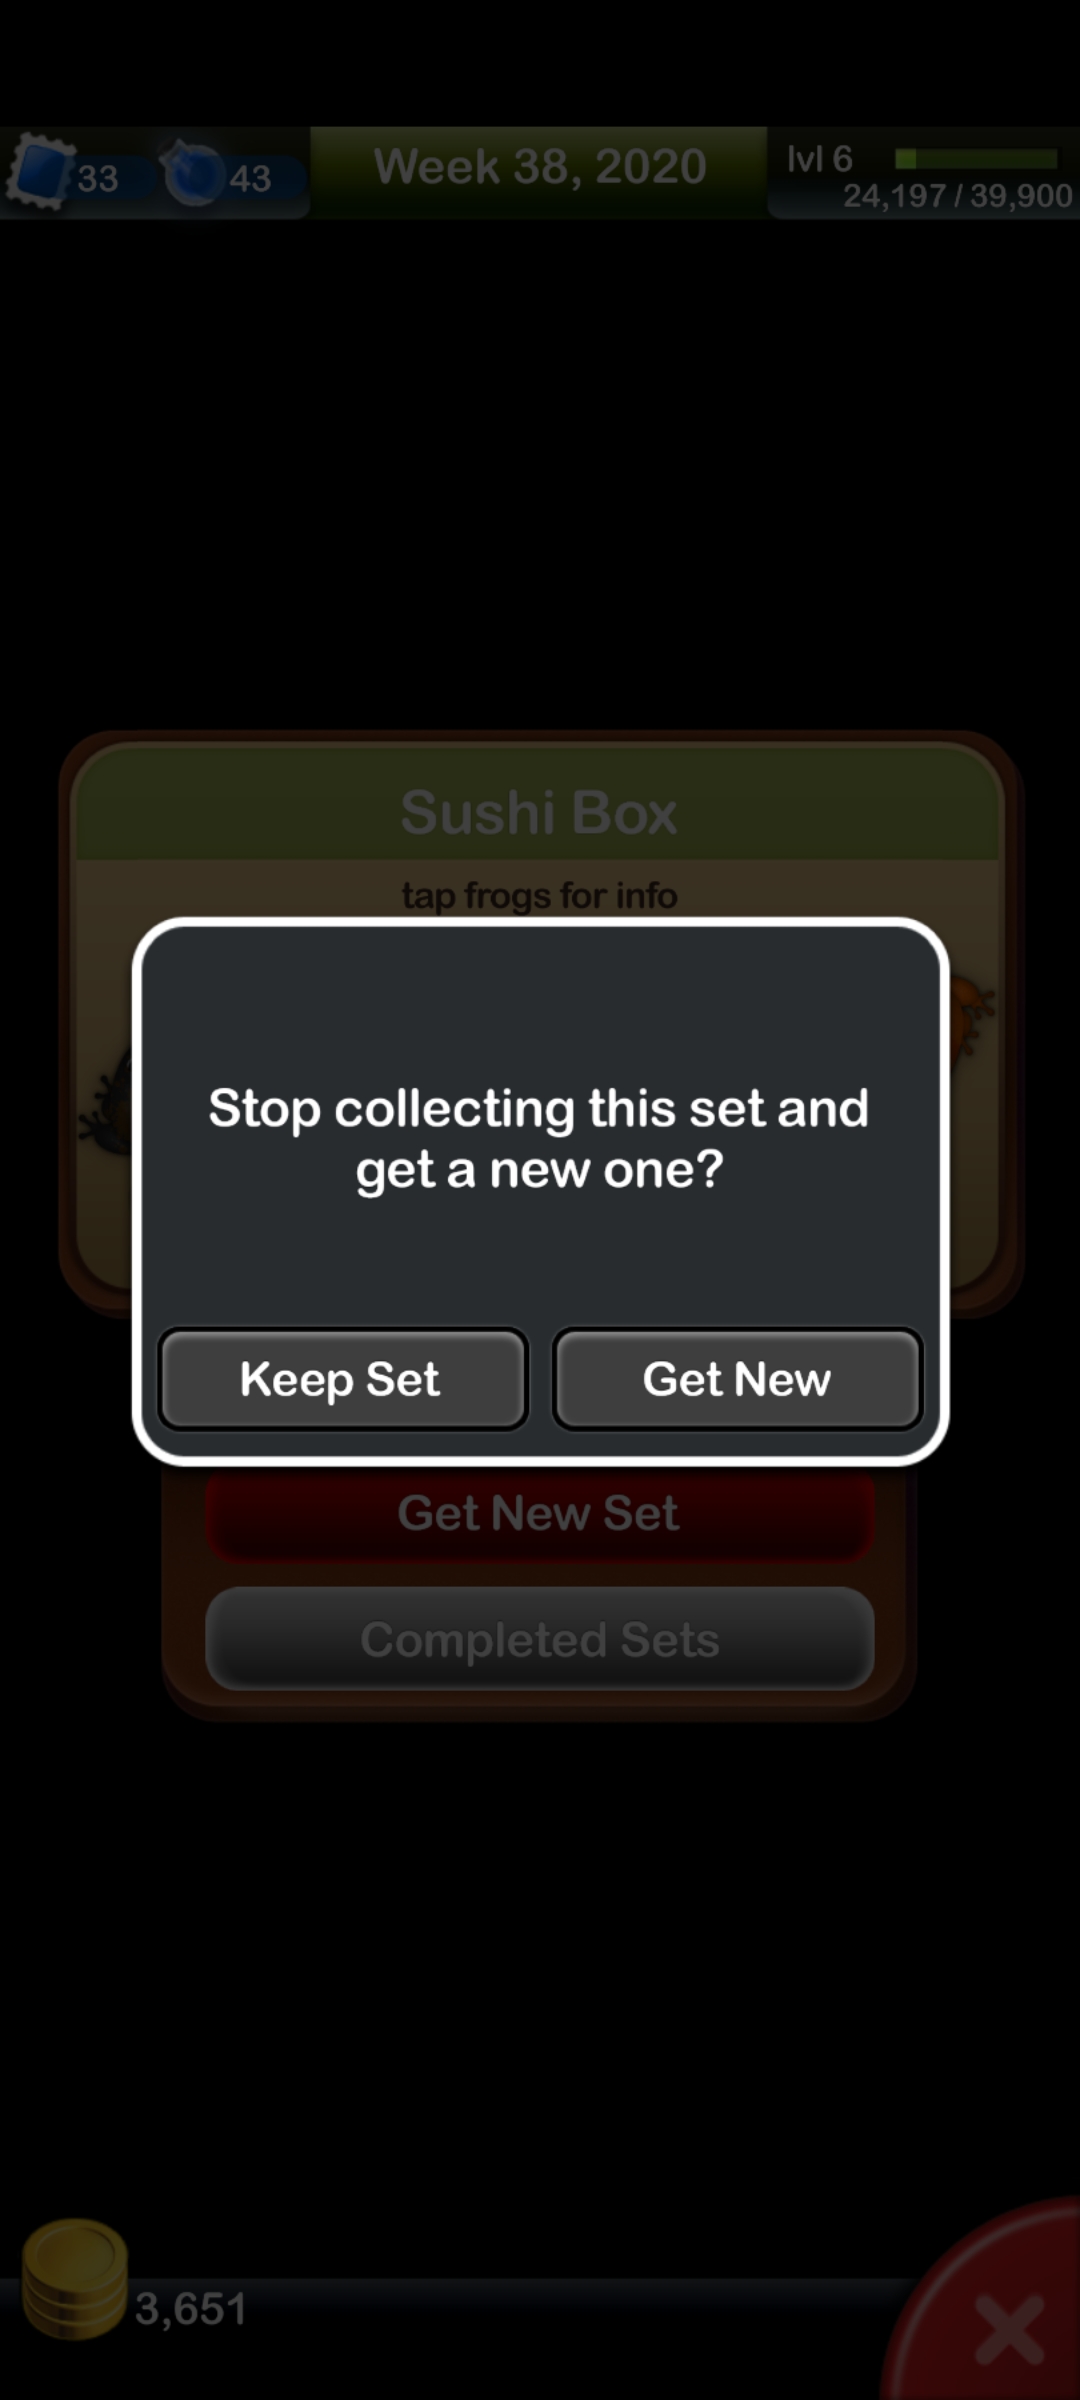 33
43
Week 38, 2020
lvl 6
24,197 / 39,900
Sushi Box
tap frogs for info
Stop collecting this set and
get a new one?
Keep Set
Get New
Get New Set
Completed Sets
3,651